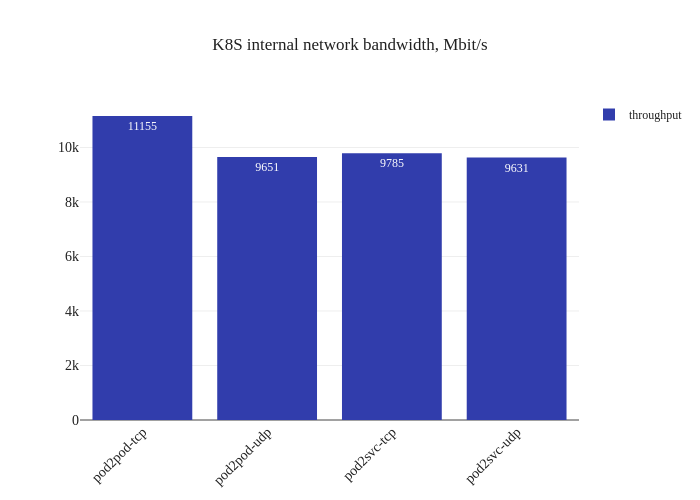 K8S internal network bandwidth, Mbit/s
throughput
11155
9651
9785
9631
10k
8k
6k
4k
2k
0
pod2pod-tcp
pod2pod-udp
pod2svc-tcp
pod2svc-udp